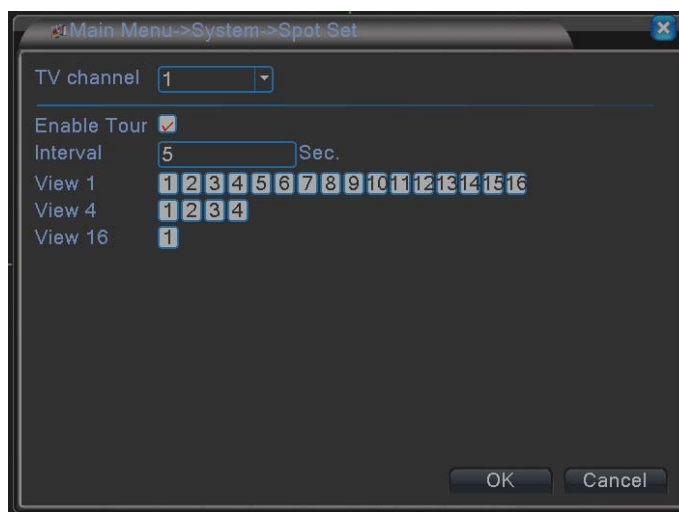 Main Menu->System->Spot Set
TV channel 1
Enable Tour
Interval 5 Sec.
View 1 1 2 3 4 5 6 7 8 9 10 11 12 13 14 15 16
View 4 1 2 3 4
View 16 1
OK Cancel